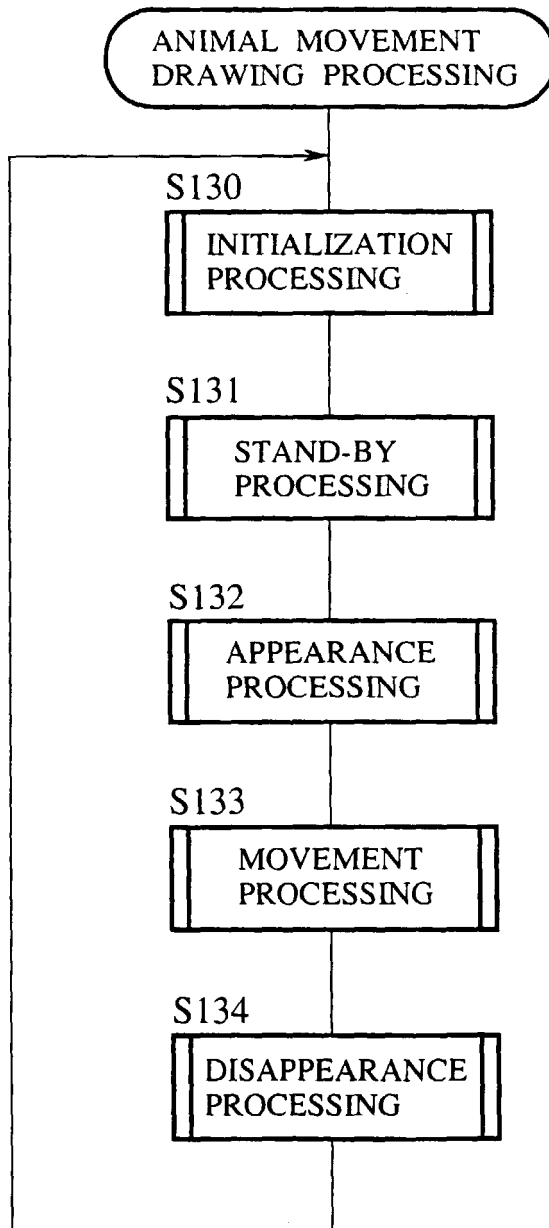 ANIMAL MOVEMENT
DRAWING PROCESSING
S130
INITIALIZATION
PROCESSING
S131
STAND-BY
PROCESSING
S132
APPEARANCE
PROCESSING
S133
MOVEMENT
PROCESSING
S134
DISAPPEARANCE
PROCESSING